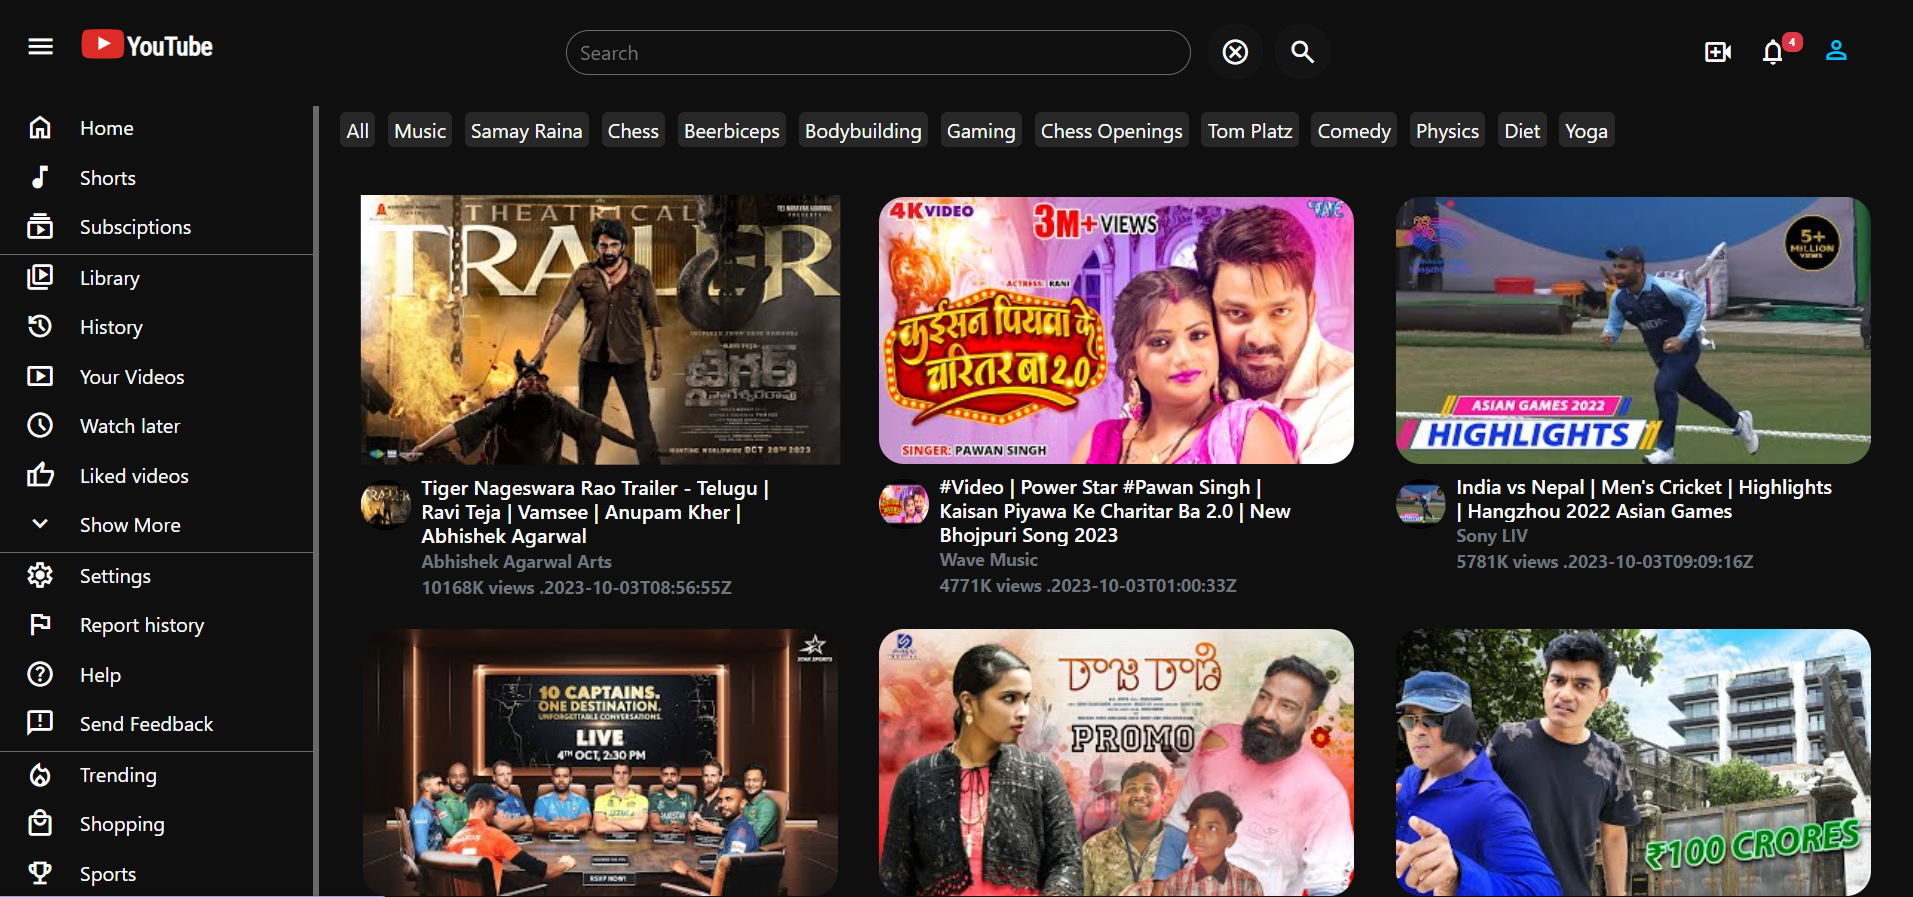 YouTube
Search
4
Home
Shorts
Subsciptions
Library
History
Your Videos
Watch later
Liked videos
Show More
Settings
Report history
Help
Send Feedback
Trending
Shopping
Sports
All Music Samay Raina Chess Beerbiceps Bodybuilding Gaming Chess Openings Tom Platz Comedy Physics Diet Yoga
THEATRICAL
TRAILER
టైగర్
నాగేశ్వరరావు
HUNTING WORLDWIDE OCT 20TH 2023
Tiger Nageswara Rao Trailer - Telugu |
Ravi Teja | Vamsee | Anupam Kher |
Abhishek Agarwal
Abhishek Agarwal Arts
10168K views .2023-10-03T08:56:55Z
4K VIDEO
3M+ VIEWS
WAVE
ACTRESS: RANI
कईसन पियवा के
चरितर बा 2.0
SINGER: PAWAN SINGH
#Video | Power Star #Pawan Singh |
Kaisan Piyawa Ke Charitar Ba 2.0 | New
Bhojpuri Song 2023
Wave Music
4771K views .2023-10-03T01:00:33Z
5+
MILLION
VIEWS
ASIAN GAMES 2022
HIGHLIGHTS
India vs Nepal | Men's Cricket | Highlights
| Hangzhou 2022 Asian Games
Sony LIV
5781K views .2023-10-03T09:09:16Z
STAR SPORTS
10 CAPTAINS.
ONE DESTINATION.
UNFORGETTABLE CONVERSATIONS.
LIVE
4TH OCT, 2:30 PM
RSVP NOW!
రాజా రాణి
PROMO
₹100 CRORES